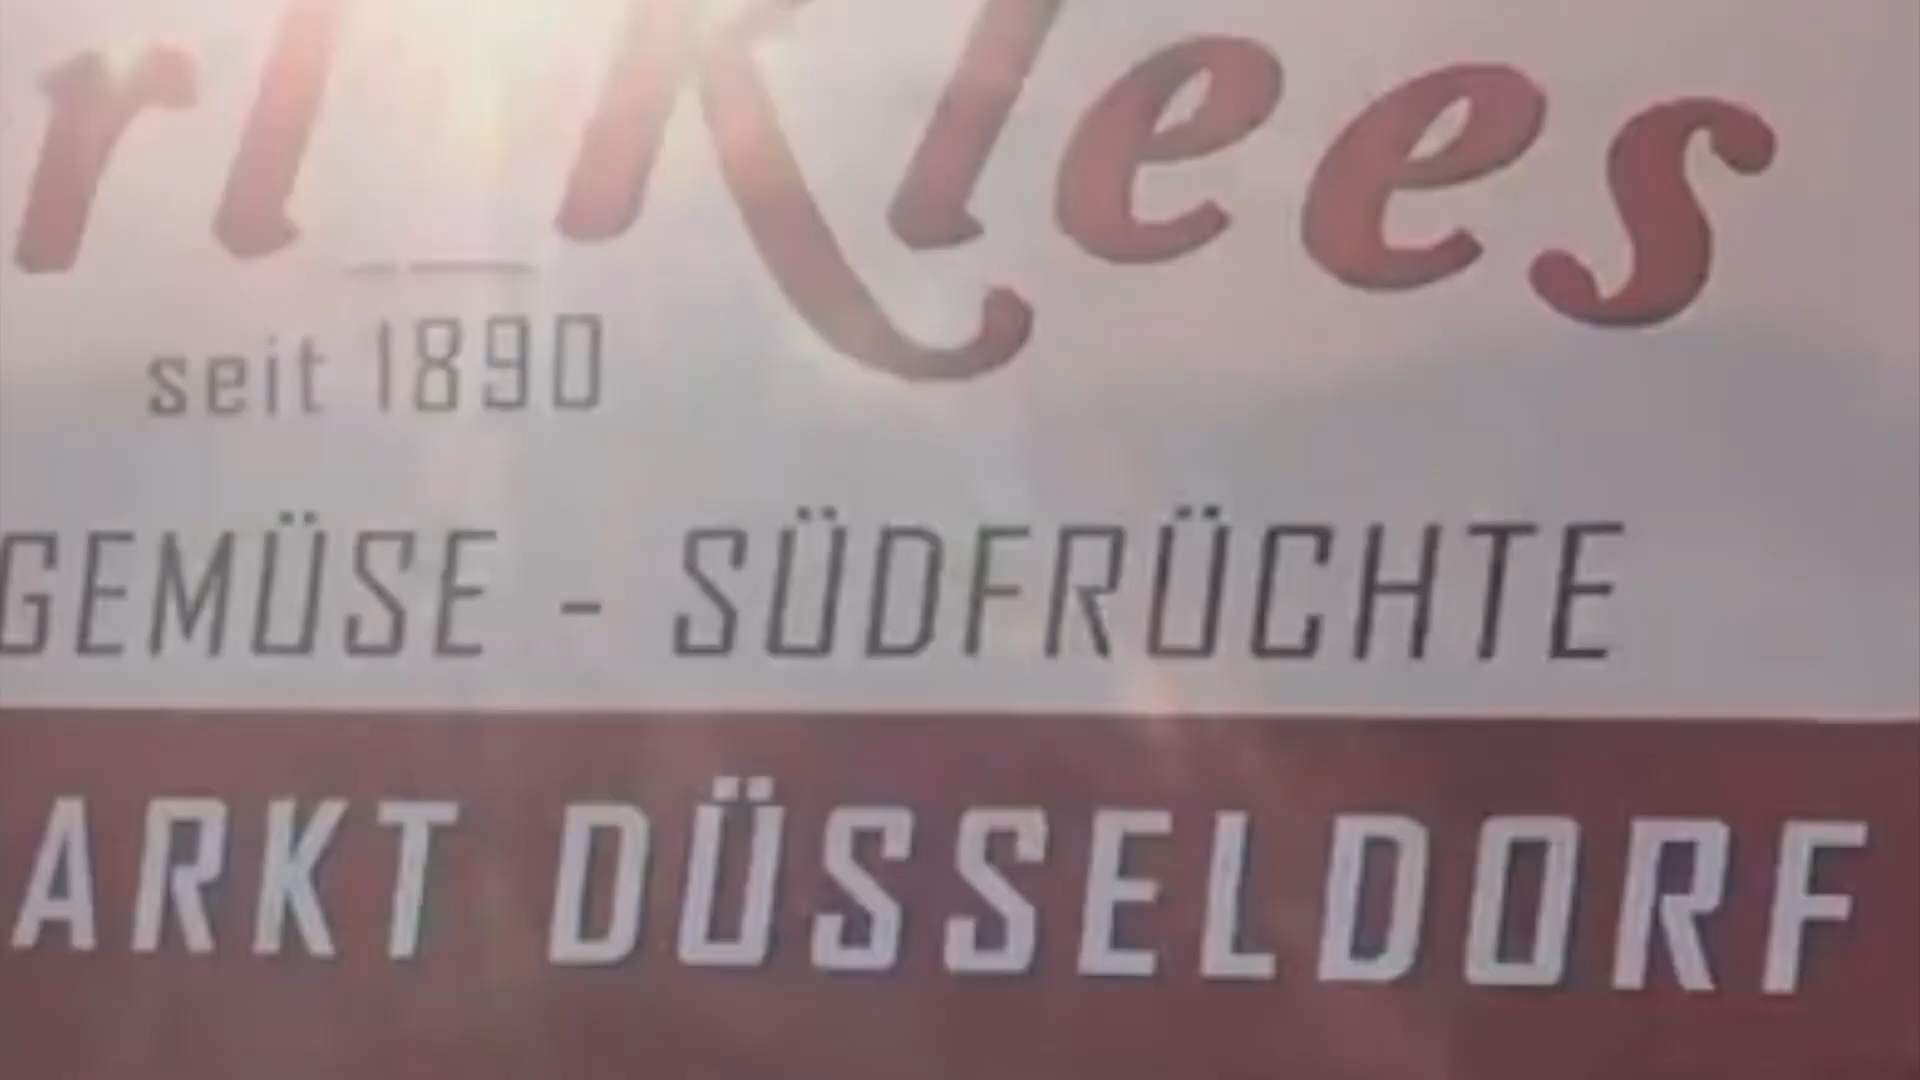 rl Klees
seit 1890
GEMÜSE - SÜDFRÜCHTE
ARKT DÜSSELDORF